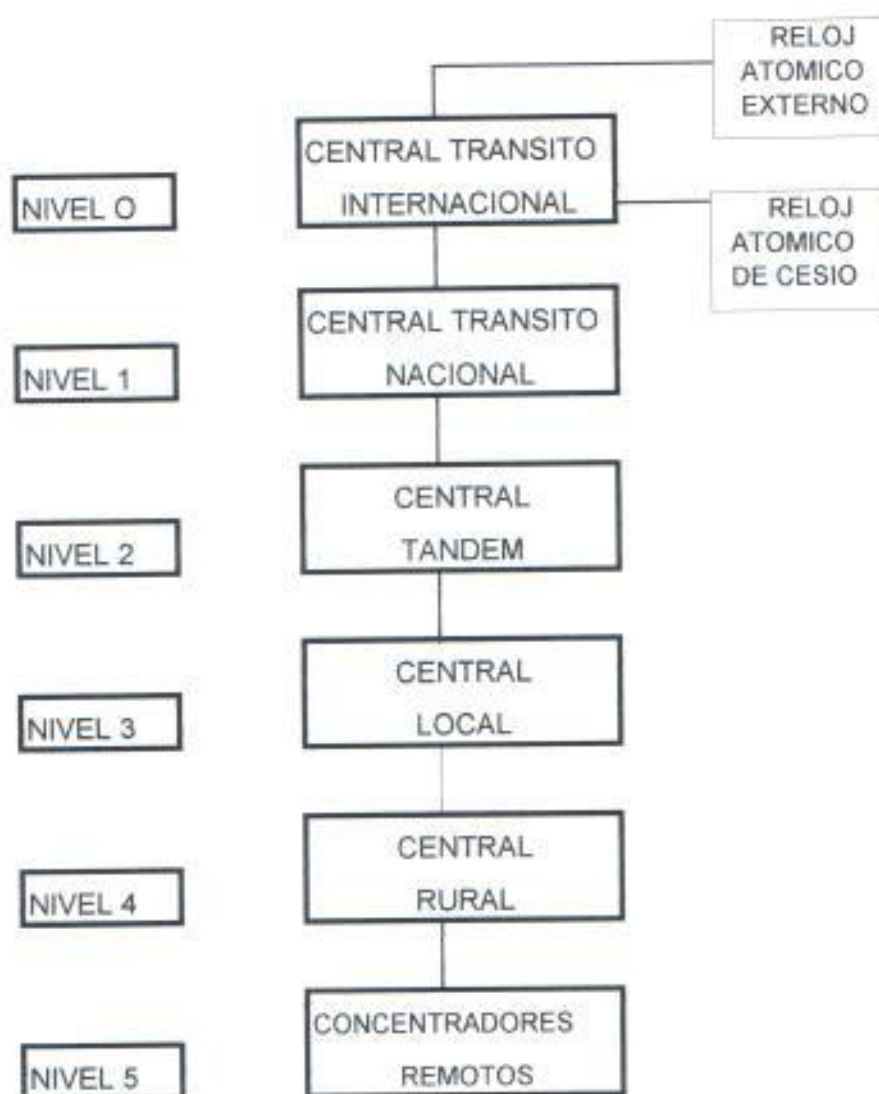 RELOJ
ATOMICO
EXTERNO
CENTRAL TRANSITO
INTERNACIONAL
NIVEL O
RELOJ
ATOMICO
DE CESIO
CENTRAL TRANSITO
NACIONAL
NIVEL 1
CENTRAL
TANDEM
NIVEL 2
CENTRAL
LOCAL
NIVEL 3
CENTRAL
RURAL
NIVEL 4
CONCENTRADORES
REMOTOS
NIVEL 5